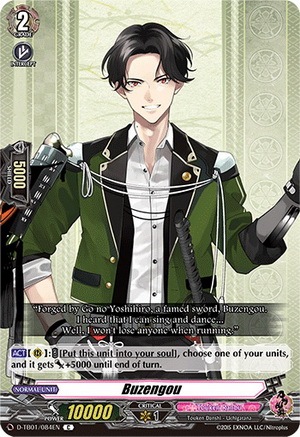 2
GRADE
INTERCEPT
5000
SHIELD
"Forged by Go no Yoshihiro, a famed sword, Buzengou.
I heard that I can sing and dance...
Well, I won't lose anyone when running."
ACT【 】:[Put this unit into your soul], choose one of your units,
and it gets +5000 until end of turn.
NORMAL UNIT
Buzengou
POWER 10000
CRITICAL
1
Touken Danshi - Uchigatana
D-TB01/084EN C
©2015 EXNOA LLC/Nitroplus